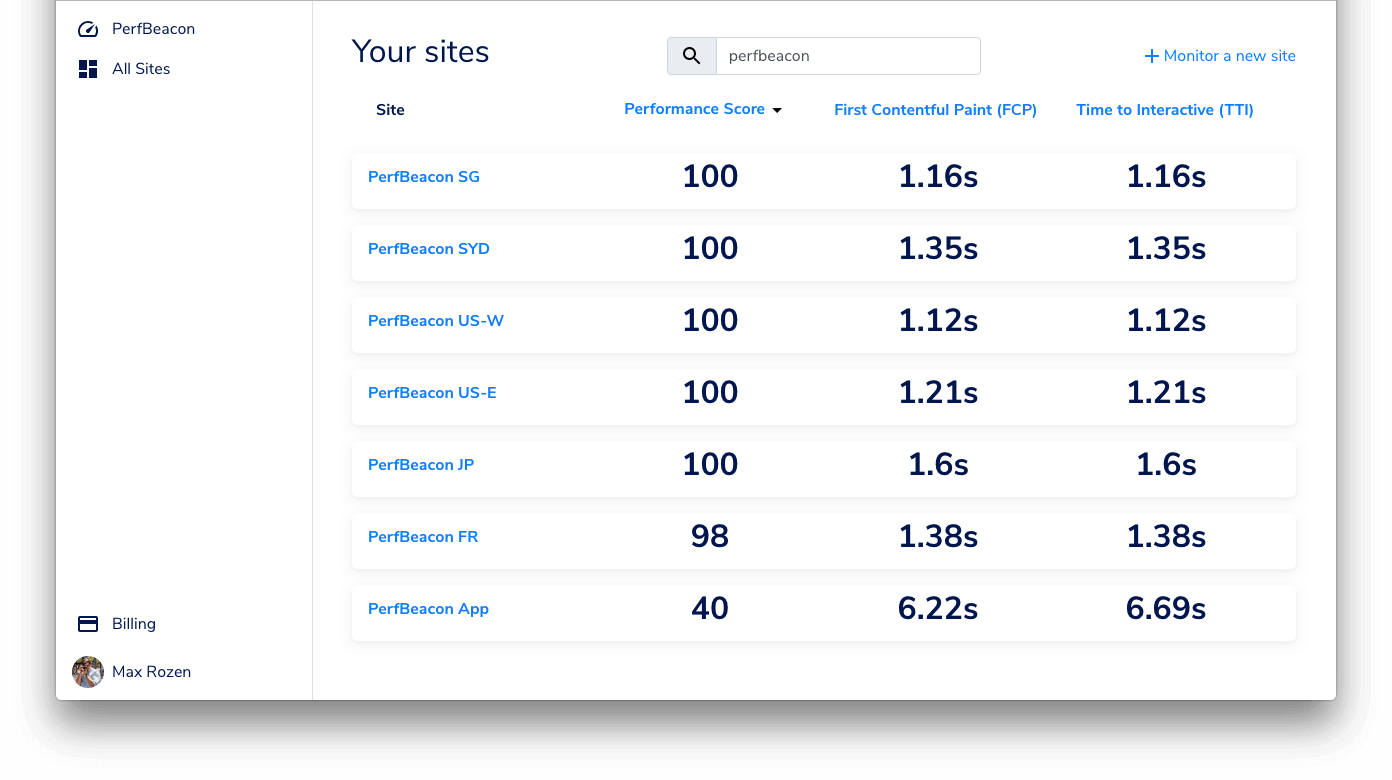 PerfBeacon
All Sites
Your sites
perfbeacon
Monitor a new site
Site Performance Score First Contentful Paint (FCP) Time to Interactive (TTI)
PerfBeacon SG 100 1.16s 1.16s
PerfBeacon SYD 100 1.35s 1.35s
PerfBeacon US-W 100 1.12s 1.12s
PerfBeacon US-E 100 1.21s 1.21s
PerfBeacon JP 100 1.6s 1.6s
PerfBeacon FR 98 1.38s 1.38s
PerfBeacon App 40 6.22s 6.69s
Billing
Max Rozen